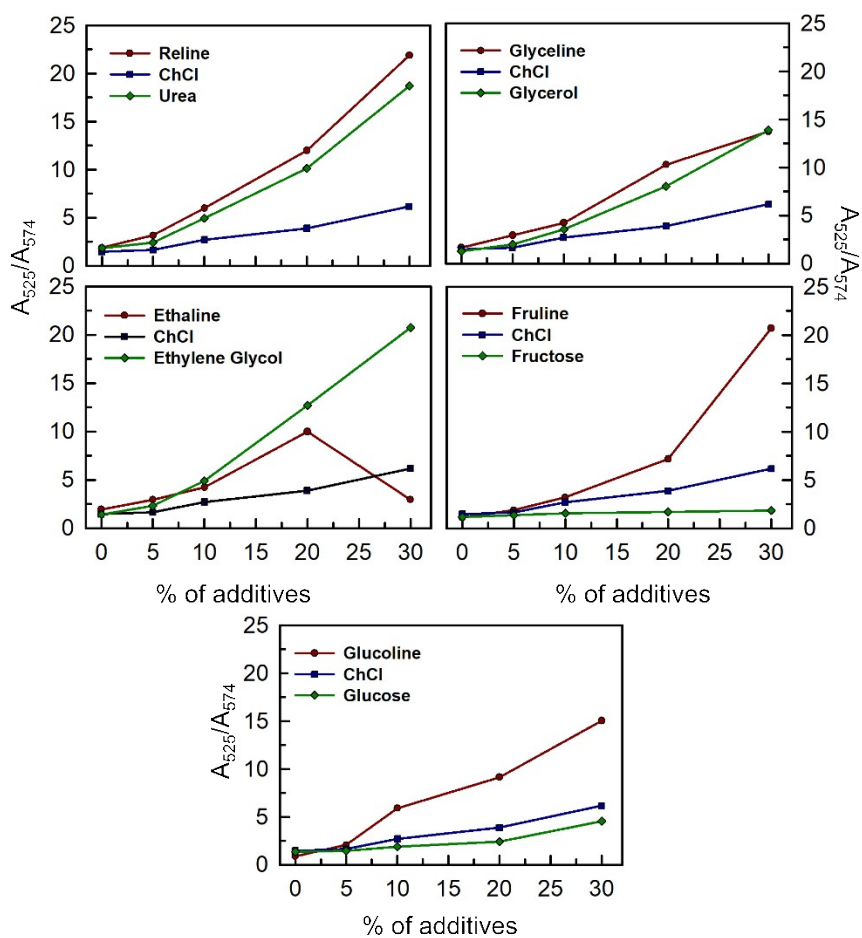 25
20
15
10
5
0
Reline
ChCl
Urea
Glyceline
ChCl
Glycerol
25
20
15
10
5
0
A525/A574
A525/A574
25
20
15
10
5
0
Ethaline
ChCl
Ethylene Glycol
0 5 10 15 20 25 30
% of additives
Fruline
ChCl
Fructose
25
20
15
10
5
0
0 5 10 15 20 25 30
% of additives
A525/A574
25
20
15
10
5
0
Glucoline
ChCl
Glucose
0 5 10 15 20 25 30
% of additives